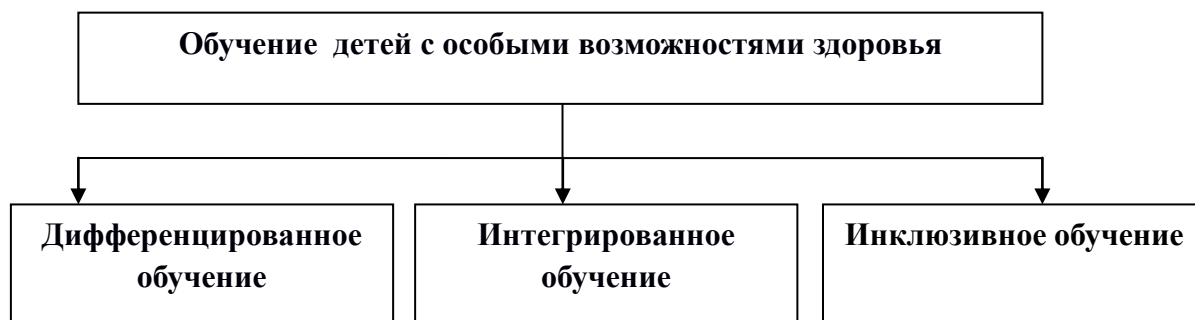 Обучение детей с особыми возможностями здоровья
Дифференцированное
обучение
Интегрированное
обучение
Инклюзивное обучение